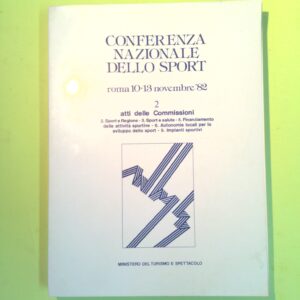 CONFERENZA
NAZIONALE
DELLO SPORT
roma 10-13 novembre '82
2
atti delle Commissioni
2. Sport e Regione - 3. Sport e salute - 4. Finanziamento
delle attività sportive - 6. Autonomie locali per lo
sviluppo dello sport - 5. Impianti sportivi
MINISTERO DEL TURISMO E SPETTACOLO